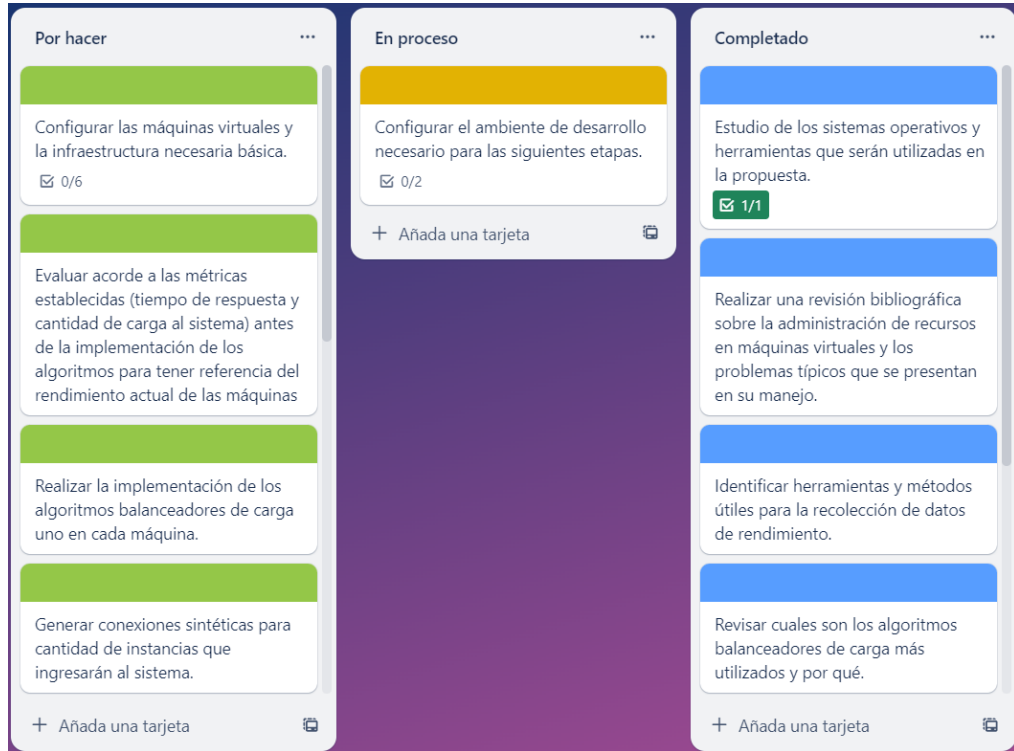 Por hacer
Configurar las máquinas virtuales y
la infraestructura necesaria básica.
0/6
Evaluar acorde a las métricas
establecidas (tiempo de respuesta y
cantidad de carga al sistema) antes
de la implementación de los
algoritmos para tener referencia del
rendimiento actual de las máquinas
Realizar la implementación de los
algoritmos balanceadores de carga
uno en cada máquina.
Generar conexiones sintéticas para
cantidad de instancias que
ingresarán al sistema.
+ Añada una tarjeta
En proceso
Configurar el ambiente de desarrollo
necesario para las siguientes etapas.
0/2
+ Añada una tarjeta
Completado
Estudio de los sistemas operativos y
herramientas que serán utilizadas en
la propuesta.
1/1
Realizar una revisión bibliográfica
sobre la administración de recursos
en máquinas virtuales y los
problemas típicos que se presentan
en su manejo.
Identificar herramientas y métodos
útiles para la recolección de datos
de rendimiento.
Revisar cuales son los algoritmos
balanceadores de carga más
utilizados y por qué.
+ Añada una tarjeta